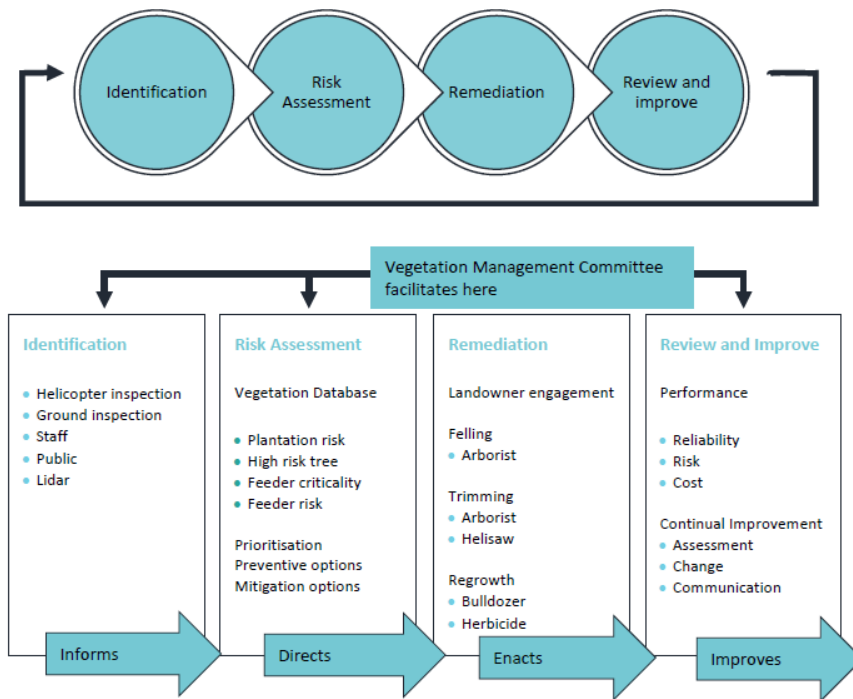 Identification
Risk
Assessment
Remediation
Review and
improve
Vegetation Management Committee
facilitates here
Identification
Helicopter inspection
Ground inspection
Staff
Public
Lidar
Informs
Risk Assessment
Vegetation Database
Plantation risk
High risk tree
Feeder criticality
Feeder risk
Prioritisation
Preventive options
Mitigation options
Directs
Remediation
Landowner engagement
Felling
Arborist
Trimming
Arborist
Helisaw
Regrowth
Bulldozer
Herbicide
Enacts
Review and Improve
Performance
Reliability
Risk
Cost
Continual Improvement
Assessment
Change
Communication
Improves